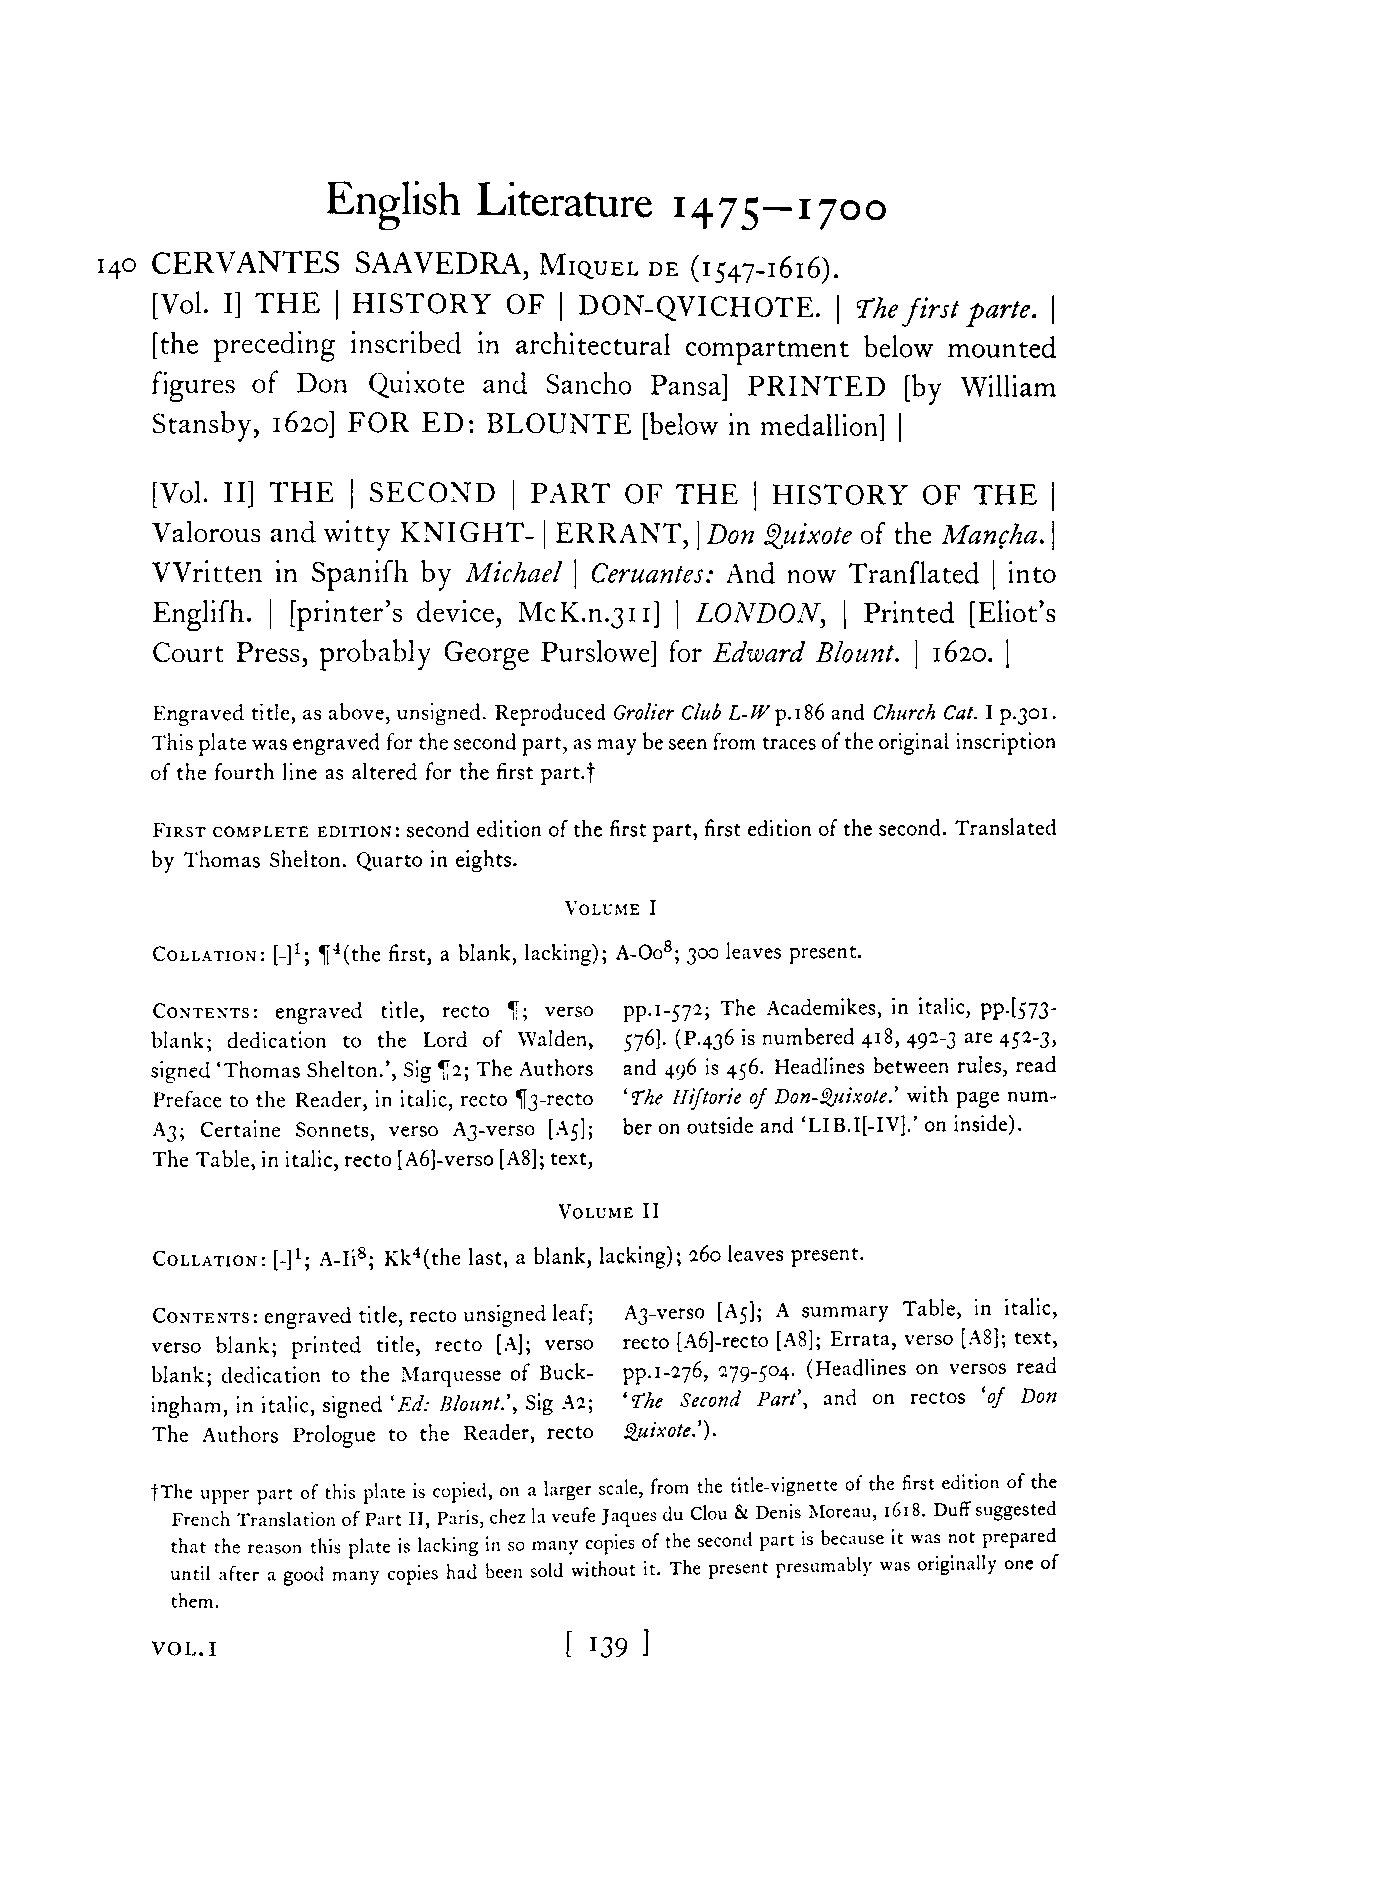 English Literature 1475—1700
140 CERVANTES SAAVEDRA, MIQUEL DE (1547-1616).
[Vol. I] THE | HISTORY OF | DON-QVICHOTE. | The first parte. |
[the preceding inscribed in architectural compartment below mounted
figures of Don Quixote and Sancho Pansa] PRINTED [by William
Stansby, 1620] FOR ED: BLOUNTE [below in medallion] |
[Vol. II] THE | SECOND | PART OF THE | HISTORY OF THE |
Valorous and witty KNIGHT- | ERRANT, | Don Quixote of the Mançha. |
VVritten in Spaniſh by Michael | Ceruantes: And now Tranſlated | into
Engliſh. | [printer's device, McK.n.311] | LONDON, | Printed [Eliot's
Court Press, probably George Purslowe] for Edward Blount. | 1620. |
Engraved title, as above, unsigned. Reproduced Grolier Club L-W p.186 and Church Cat. I p.301.
This plate was engraved for the second part, as may be seen from traces of the original inscription
of the fourth line as altered for the first part.†
FIRST COMPLETE EDITION: second edition of the first part, first edition of the second. Translated
by Thomas Shelton. Quarto in eights.
VOLUME I
COLLATION: [-]¹; ¶⁴(the first, a blank, lacking); A-Oo⁸; 300 leaves present.
CONTENTS: engraved title, recto ¶; verso
blank; dedication to the Lord of Walden,
signed 'Thomas Shelton.', Sig ¶2; The Authors
Preface to the Reader, in italic, recto ¶3-recto
A3; Certaine Sonnets, verso A3-verso [A5];
The Table, in italic, recto [A6]-verso [A8]; text,
pp.1-572; The Academikes, in italic, pp.[573-
576]. (P.436 is numbered 418, 492-3 are 452-3,
and 496 is 456. Headlines between rules, read
'The Hiſtorie of Don-Quixote.' with page num-
ber on outside and 'LIB.I[-IV].' on inside).
VOLUME II
COLLATION: [-]¹; A-Ii⁸; Kk⁴(the last, a blank, lacking); 260 leaves present.
CONTENTS: engraved title, recto unsigned leaf;
verso blank; printed title, recto [A]; verso
blank; dedication to the Marquesse of Buck-
ingham, in italic, signed 'Ed: Blount.', Sig A2;
The Authors Prologue to the Reader, recto
A3-verso [A5]; A summary Table, in italic,
recto [A6]-recto [A8]; Errata, verso [A8]; text,
pp.1-276, 279-504. (Headlines on versos read
'The Second Part', and on rectos 'of Don
Quixote.').
†The upper part of this plate is copied, on a larger scale, from the title-vignette of the first edition of the
French Translation of Part II, Paris, chez la veufe Jaques du Clou & Denis Moreau, 1618. Duff suggested
that the reason this plate is lacking in so many copies of the second part is because it was not prepared
until after a good many copies had been sold without it. The present presumably was originally one of
them.
VOL.I [ 139 ]